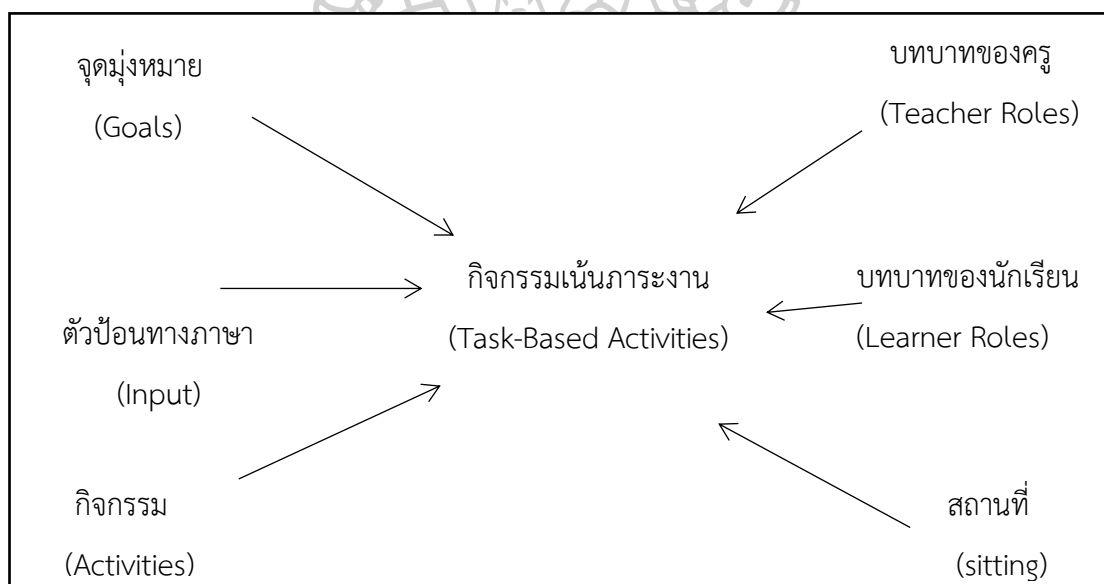 จุดมุ่งหมาย
(Goals)
บทบาทของครู
(Teacher Roles)
กิจกรรมเน้นภาระงาน
(Task-Based Activities)
บทบาทของนักเรียน
(Learner Roles)
ตัวป้อนทางภาษา
(Input)
กิจกรรม
(Activities)
สถานที่
(sitting)